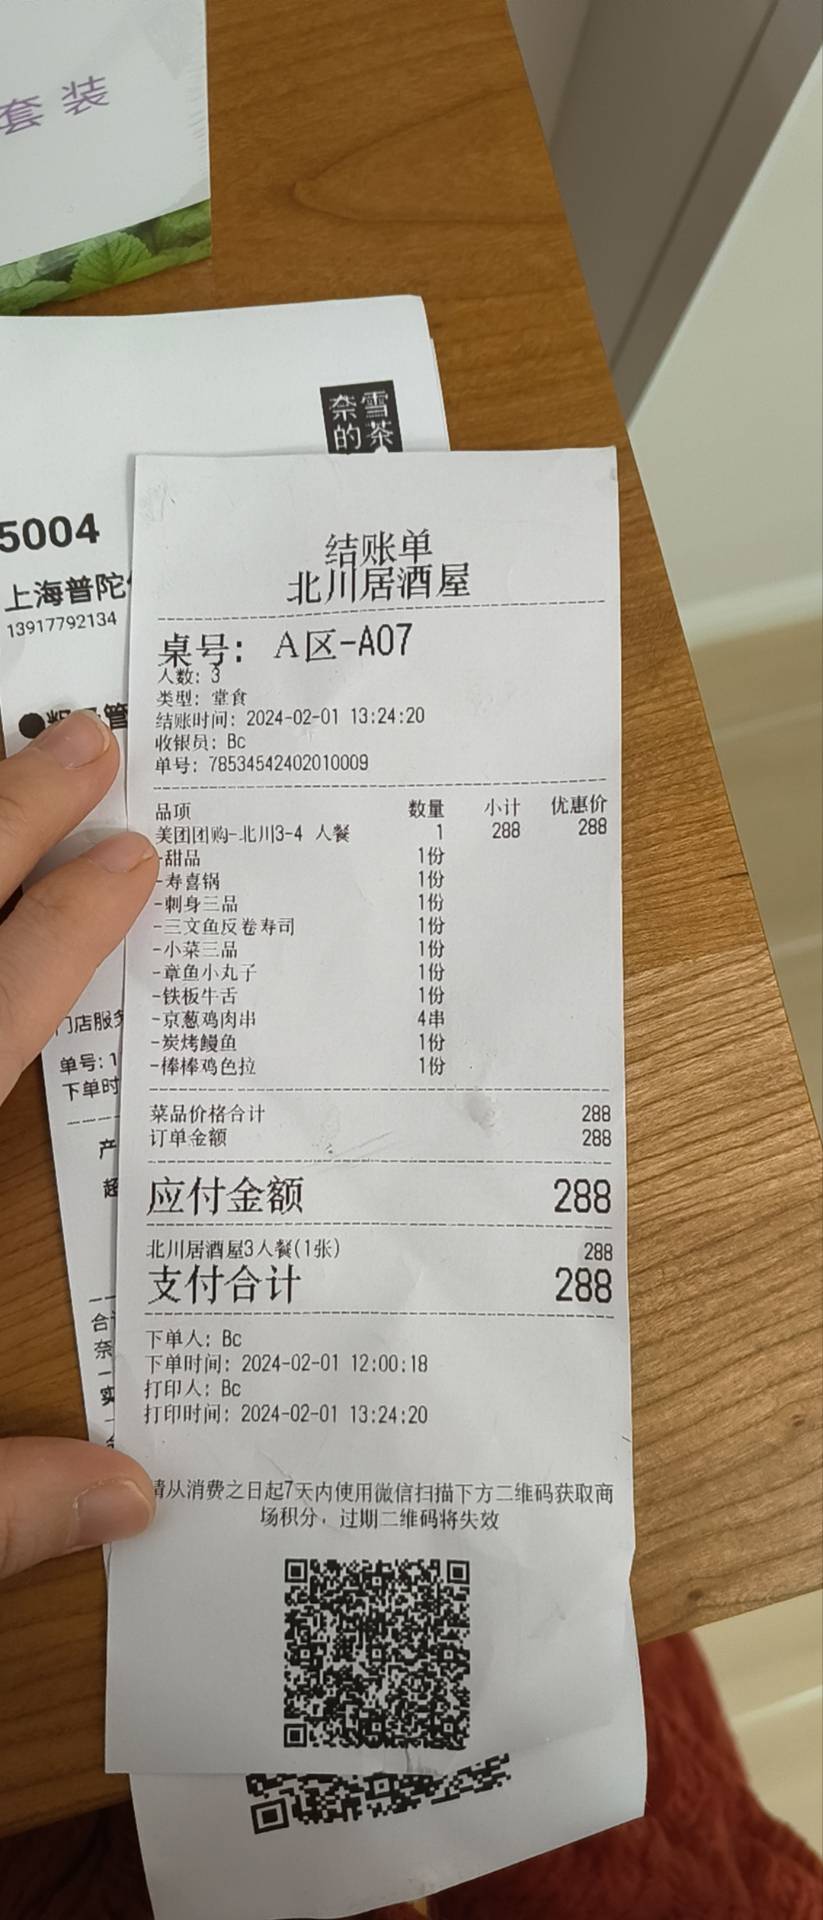 套装
奈 雪
的 茶
5004
上海普陀
13917792134
结账单
北川居酒屋
桌号: A区-A07
人数: 3
类型: 堂食
结账时间: 2024-02-01 13:24:20
收银员: Bc
单号: 78534542402010009
品项 数量 小计 优惠价
美团团购-北川3-4 人餐 1 288 288
-甜品 1份
-寿喜锅 1份
-刺身三品 1份
-三文鱼反卷寿司 1份
-小菜三品 1份
-章鱼小丸子 1份
-铁板牛舌 1份
-京葱鸡肉串 4串
-炭烤鳗鱼 1份
-棒棒鸡色拉 1份
门店服务
单号: 1
下单时
菜品价格合计 288
订单金额 288
产
超
应付金额 288
北川居酒屋3人餐(1张) 288
支付合计 288
合
奈
实
下单人: Bc
下单时间: 2024-02-01 12:00:18
打印人: Bc
打印时间: 2024-02-01 13:24:20
请从消费之日起7天内使用微信扫描下方二维码获取商
场积分，过期二维码将失效